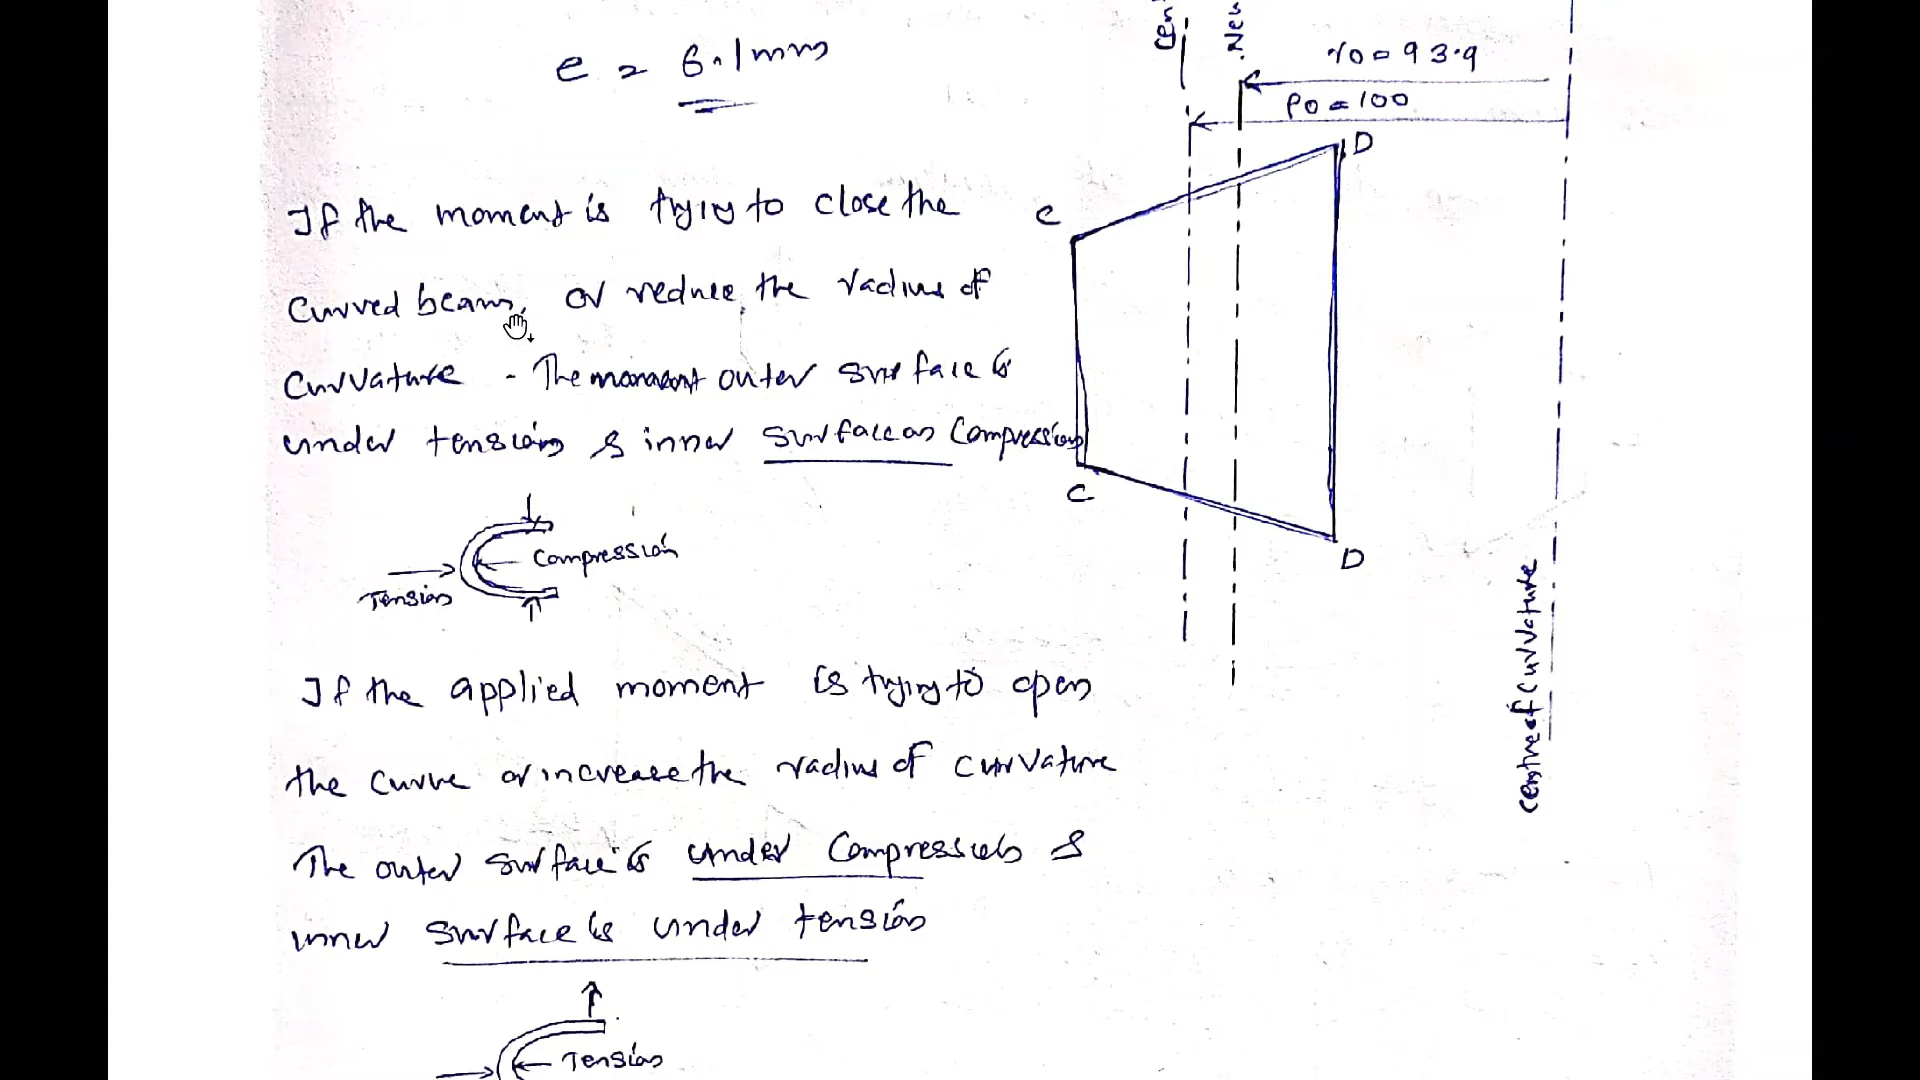 e = 6.1mm
Cen
Neu
r0 = 93.9
ρ0 = 100
D
C
If the moment is trying to close the
Curved beam, or reduce the radius of
Curvature - The moment outer surface is
under tension & inner surface as Compression
C
D
Compression
Tension
centre of curvature
If the applied moment is trying to open
the curve or increase the radius of curvature
The outer surface is under Compression &
inner surface is under tension
Tension